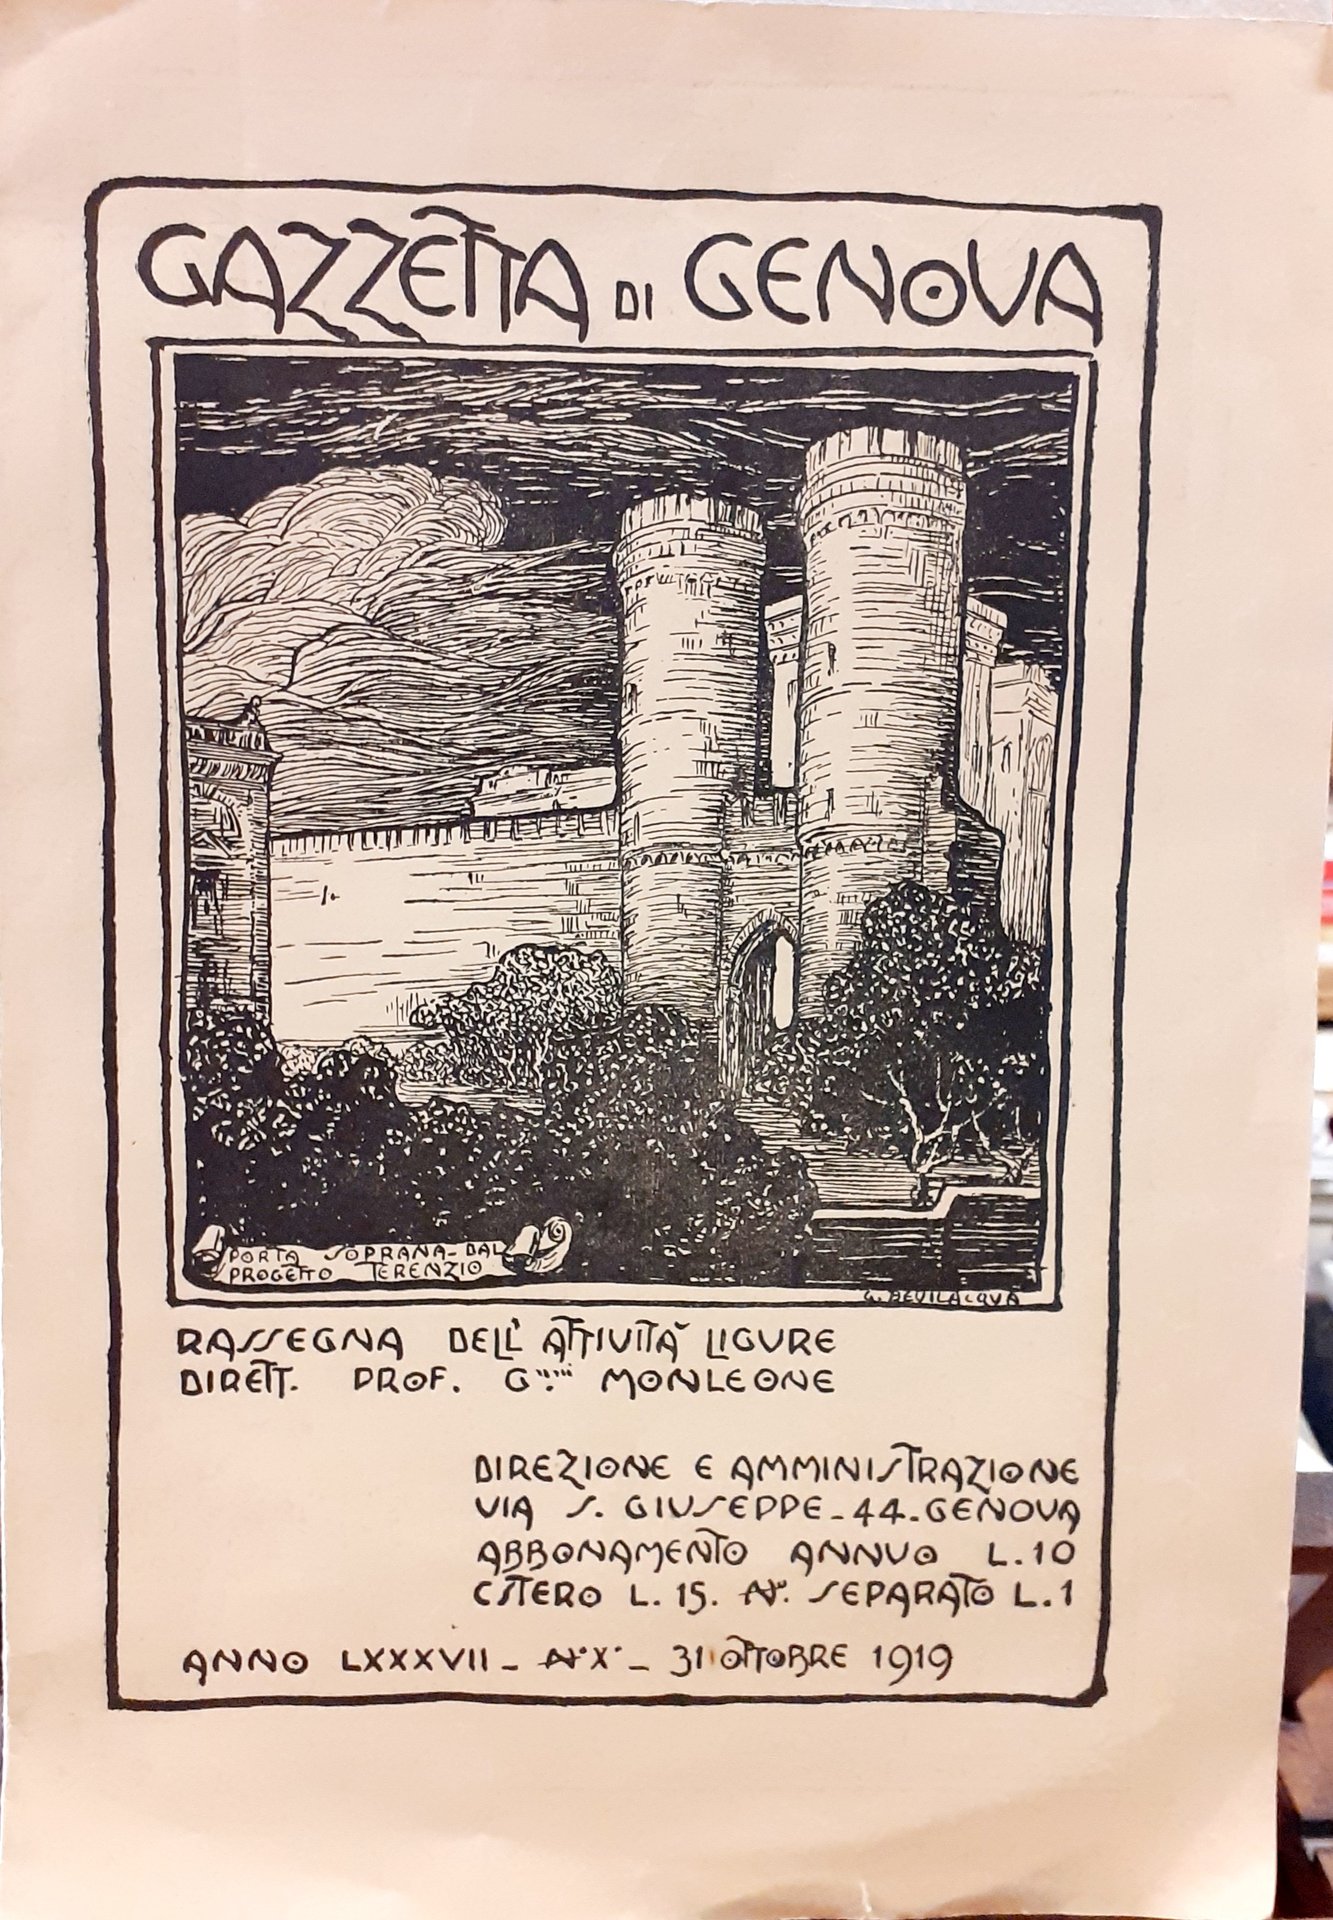 GAZZETTA DI GENOVA
PORTA SOPRANA - DAL
PROGETTO TERENZIO
G. BEVILACQUA
RASSEGNA DELL' ATTIVITÀ LIGURE
DIRETT. PROF. G. MONLEONE
DIREZIONE E AMMINISTRAZIONE
VIA S. GIUSEPPE - 44 - GENOVA
ABBONAMENTO ANNUO L. 10
ESTERO L. 15. N°. SEPARATO L. 1
ANNO LXXXVII - N° X° - 31 OTTOBRE 1919